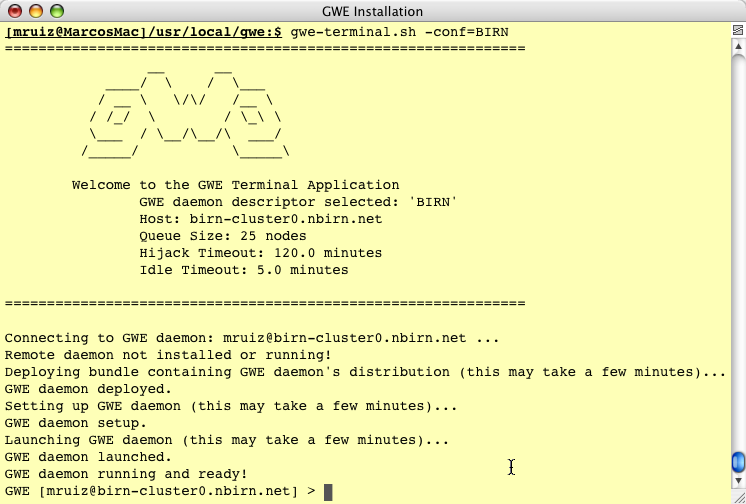 GWE Installation
[mruiz@MarcosMac]/usr/local/gwe:$ gwe-terminal.sh -conf=BIRN
==============================================================
Welcome to the GWE Terminal Application
GWE daemon descriptor selected: 'BIRN'
Host: birn-cluster0.nbirn.net
Queue Size: 25 nodes
Hijack Timeout: 120.0 minutes
Idle Timeout: 5.0 minutes
==============================================================
Connecting to GWE daemon: mruiz@birn-cluster0.nbirn.net ...
Remote daemon not installed or running!
Deploying bundle containing GWE daemon's distribution (this may take a few minutes)...
GWE daemon deployed.
Setting up GWE daemon (this may take a few minutes)...
GWE daemon setup.
Launching GWE daemon (this may take a few minutes)...
GWE daemon launched.
GWE daemon running and ready!
GWE [mruiz@birn-cluster0.nbirn.net] >